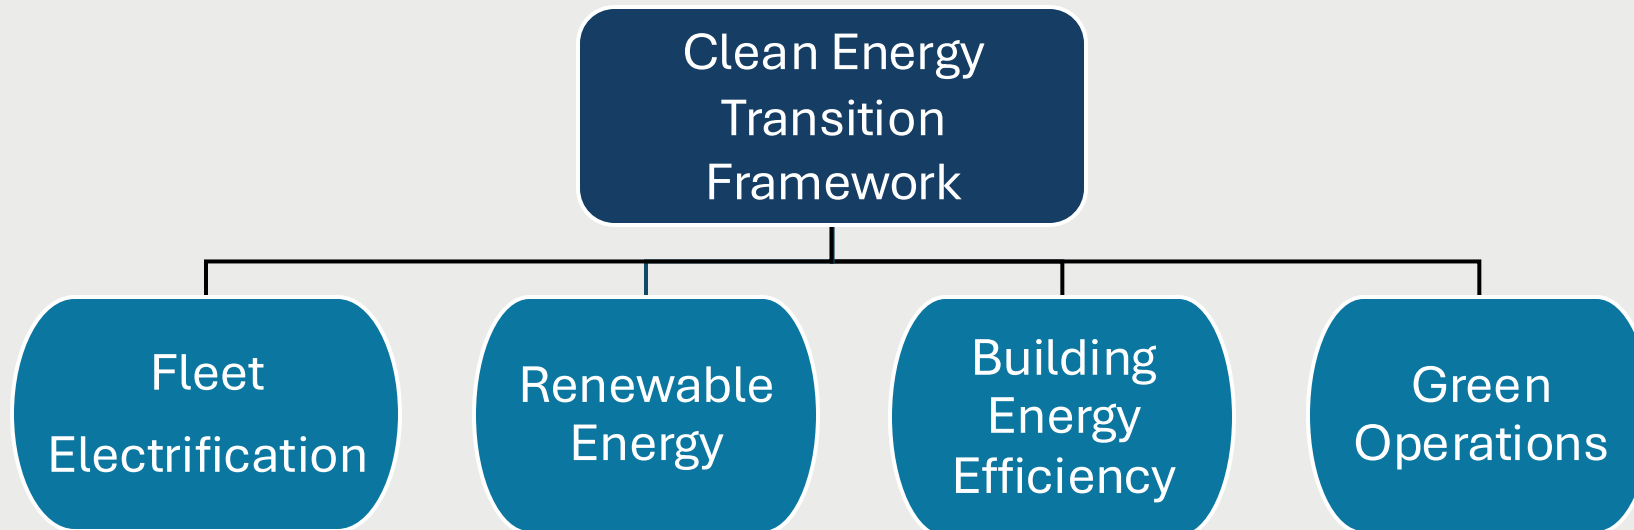 Clean Energy
Transition
Framework
Fleet
Electrification
Renewable
Energy
Building
Energy
Efficiency
Green
Operations